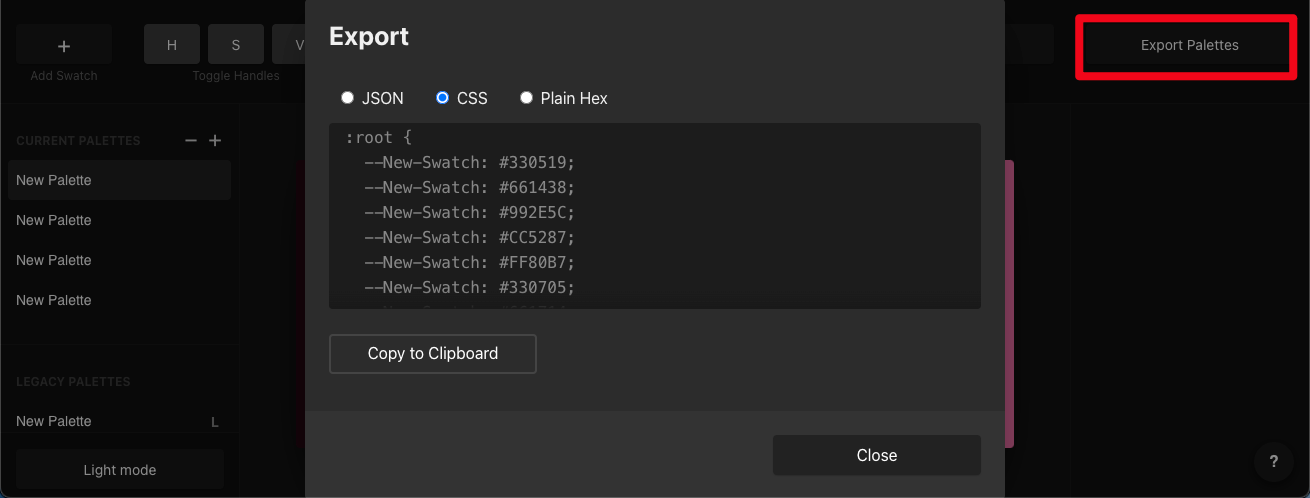 Export
+
H
S
V
Export Palettes
Add Swatch
Toggle Handles
JSON
CSS
Plain Hex
CURRENT PALETTES
− +
New Palette
New Palette
New Palette
New Palette
:root {
--New-Swatch: #330519;
--New-Swatch: #661438;
--New-Swatch: #992E5C;
--New-Swatch: #CC5287;
--New-Swatch: #FF80B7;
--New-Swatch: #330705;
Copy to Clipboard
LEGACY PALETTES
New Palette L
Light mode
Close
?